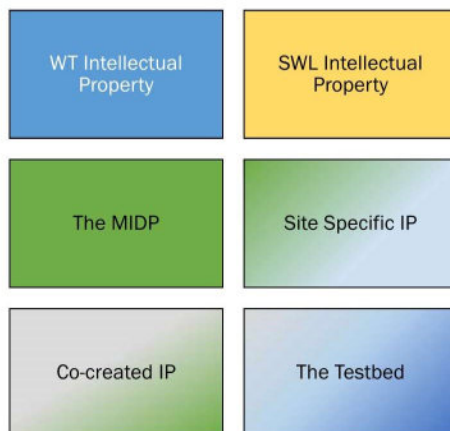 WT Intellectual
Property
SWL Intellectual
Property
The MIDP
Site Specific IP
Co-created IP
The Testbed